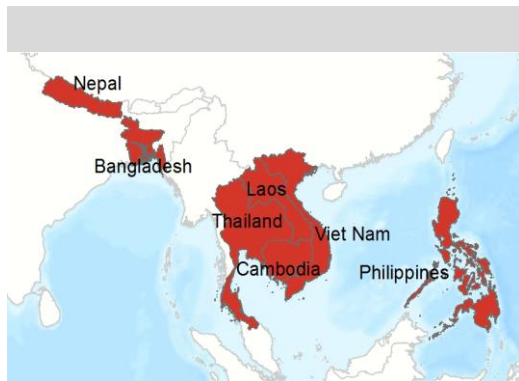 Nepal
Bangladesh
Laos
Thailand
Viet Nam
Cambodia
Philippines